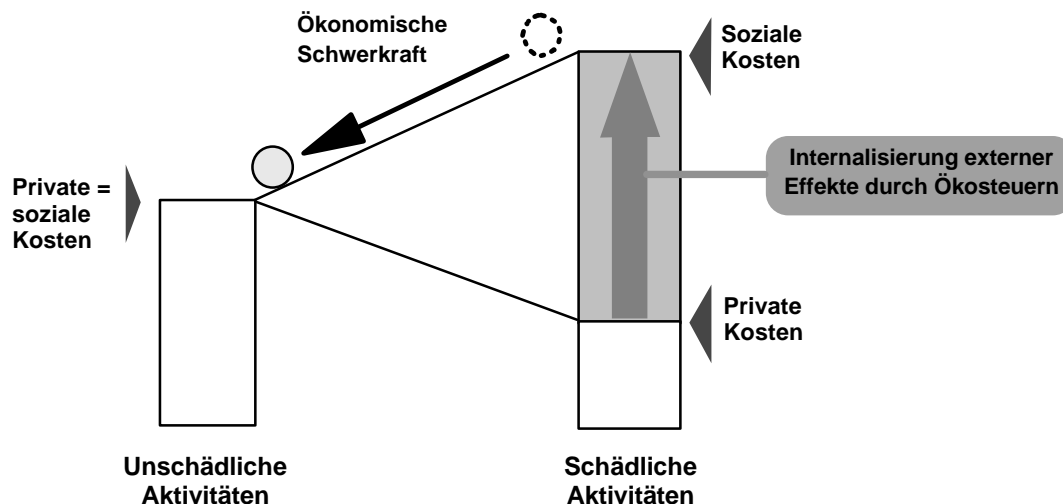 Ökonomische
Schwerkraft
Soziale
Kosten
Internalisierung externer
Effekte durch Ökosteuern
Private =
soziale
Kosten
Private
Kosten
Unschädliche
Aktivitäten
Schädliche
Aktivitäten